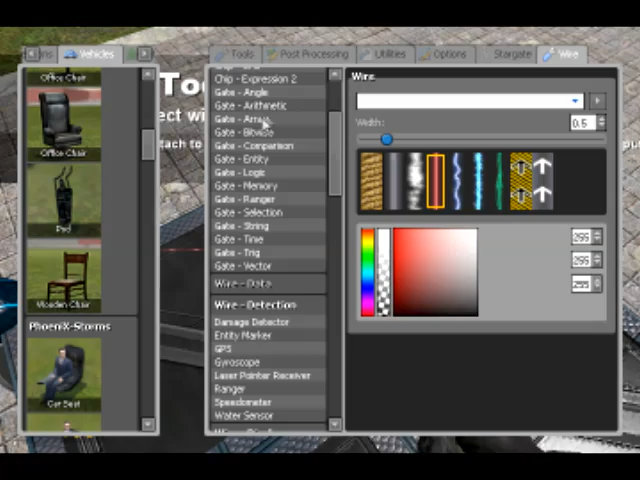 Vehicles
Tools
Post Processing
Utilities
Options
Stargate
Wire
Office Chair
Office Chair
Pod
Wooden Chair
PhoeniX-Storms
Car Seat
Chip - Expression 2
Gate - Angle
Gate - Arithmetic
Gate - Array
Gate - Bitwise
Gate - Comparison
Gate - Entity
Gate - Logic
Gate - Memory
Gate - Ranger
Gate - Selection
Gate - String
Gate - Time
Gate - Trig
Gate - Vector
Wire - Data
Wire - Detection
Damage Detector
Entity Marker
GPS
Gyroscope
Laser Pointer Receiver
Ranger
Speedometer
Water Sensor
Wire
Width:
0.5
255
255
255